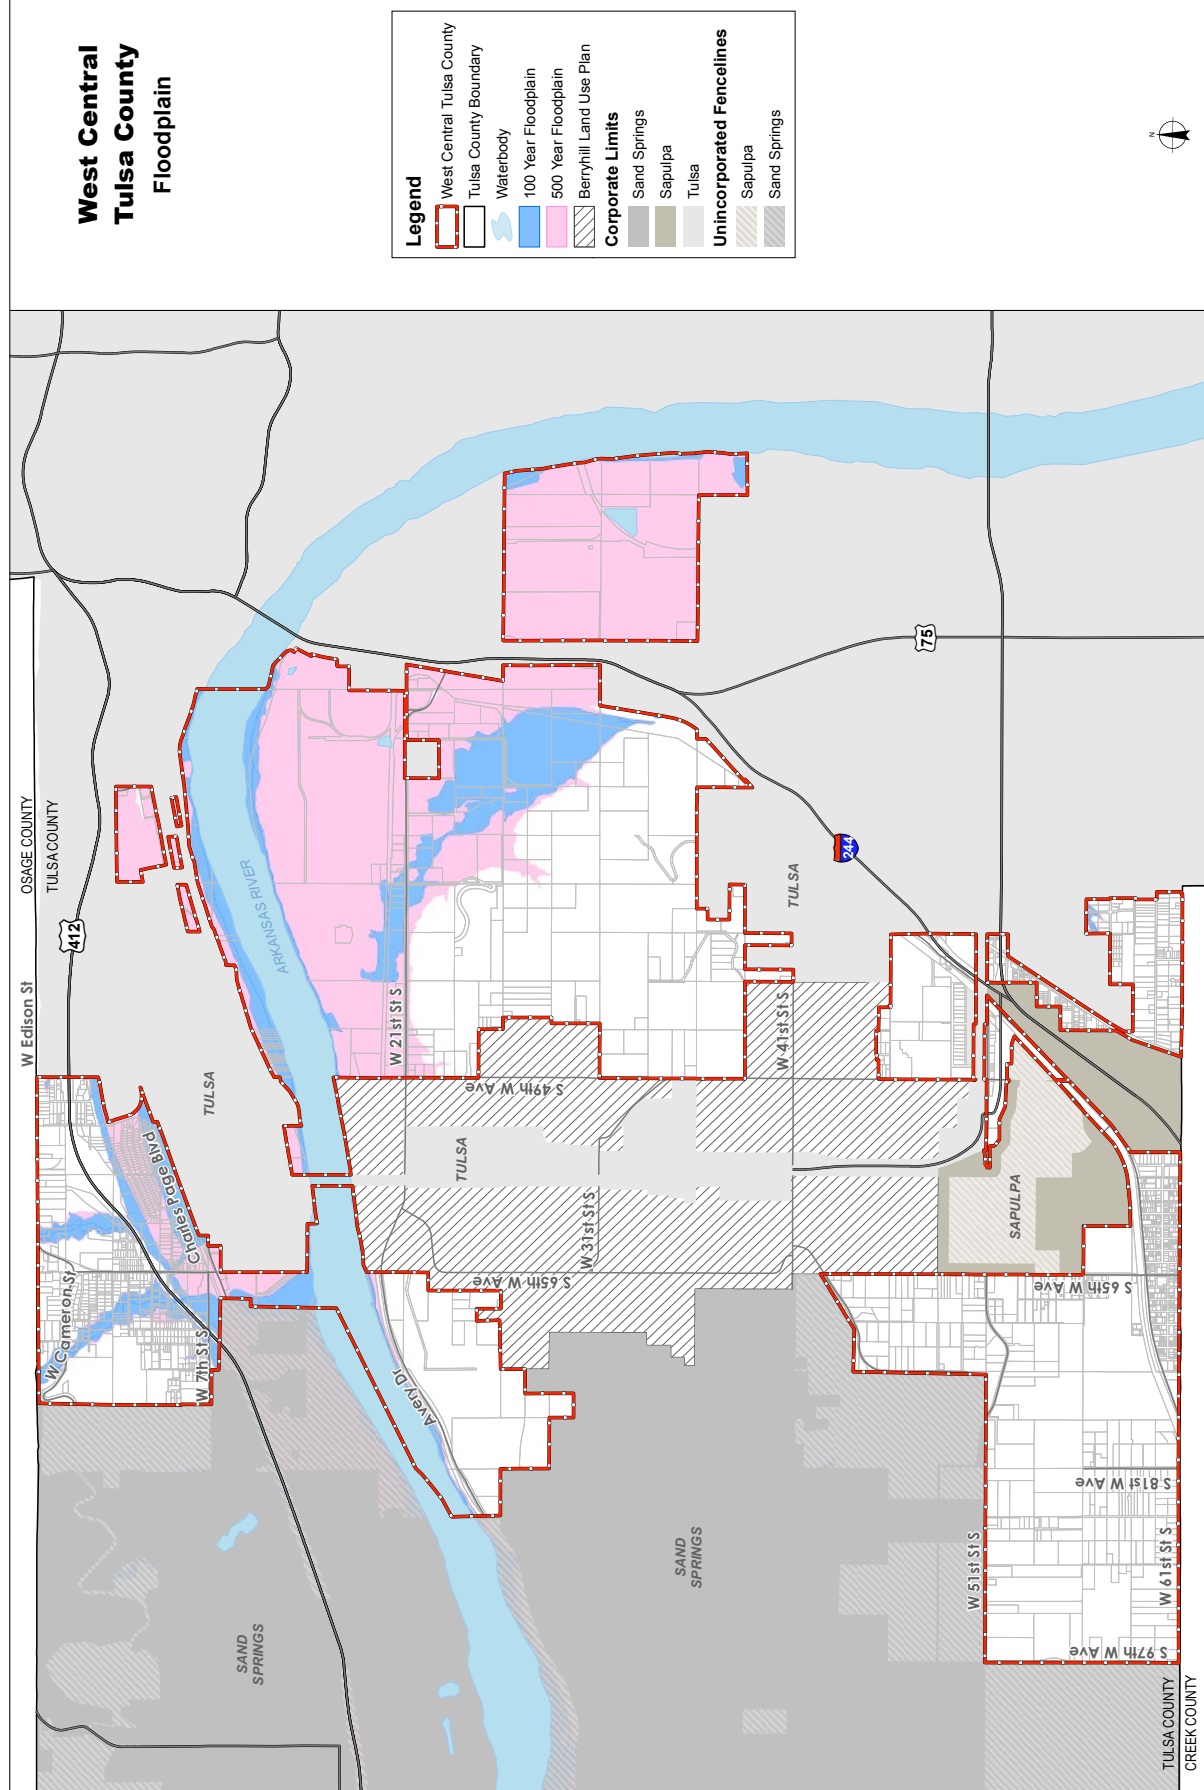 West Central
Tulsa County
Floodplain
Legend
West Central Tulsa County
Tulsa County Boundary
Waterbody
100 Year Floodplain
500 Year Floodplain
Berryhill Land Use Plan
Corporate Limits
Sand Springs
Sapulpa
Tulsa
Unincorporated Fencelines
Sapulpa
Sand Springs
N
W Edison St
OSAGE COUNTY
TULSA COUNTY
412
W Cameron St
Charles Page Blvd
W 7th St S
TULSA
ARKANSAS RIVER
SAND
SPRINGS
Avery Dr
W 21st St S
S 49th W Ave
TULSA
S 65th W Ave
W 31st St S
SAND
SPRINGS
W 41st St S
TULSA
244
75
SAPULPA
S 65th W Ave
W 51st St S
S 81st W Ave
W 61st St S
S 97th W Ave
TULSA COUNTY
CREEK COUNTY